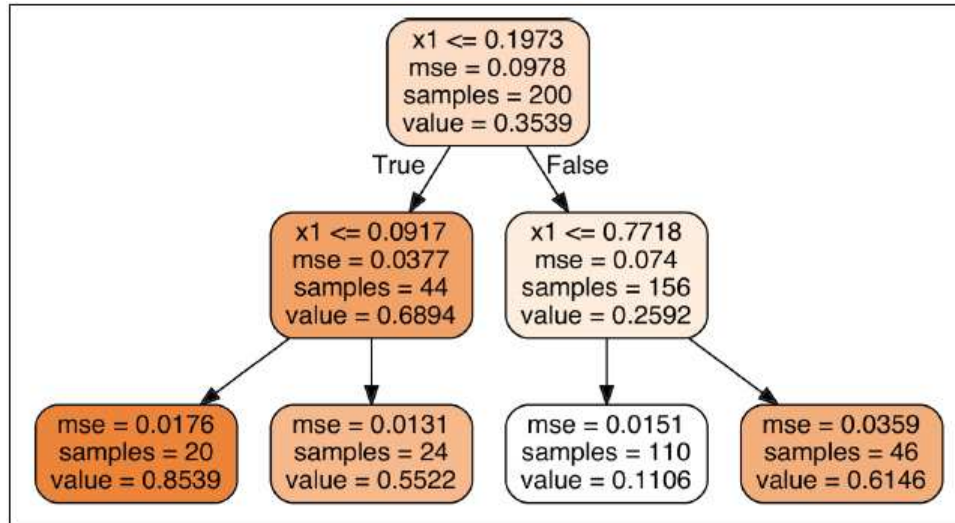 x1 <= 0.1973
mse = 0.0978
samples = 200
value = 0.3539
True
False
x1 <= 0.0917
mse = 0.0377
samples = 44
value = 0.6894
x1 <= 0.7718
mse = 0.074
samples = 156
value = 0.2592
mse = 0.0176
samples = 20
value = 0.8539
mse = 0.0131
samples = 24
value = 0.5522
mse = 0.0151
samples = 110
value = 0.1106
mse = 0.0359
samples = 46
value = 0.6146